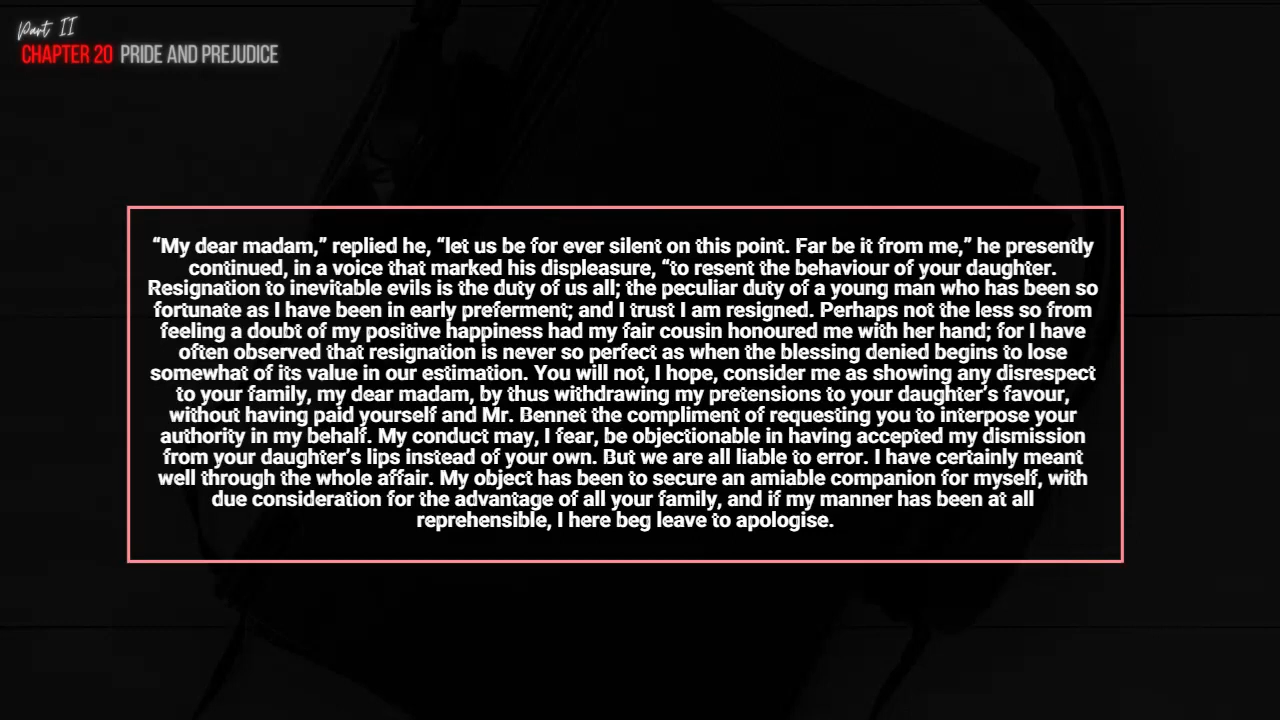 Part II
CHAPTER 20 PRIDE AND PREJUDICE
“My dear madam,” replied he, “let us be for ever silent on this point. Far be it from me,” he presently
continued, in a voice that marked his displeasure, “to resent the behaviour of your daughter.
Resignation to inevitable evils is the duty of us all; the peculiar duty of a young man who has been so
fortunate as I have been in early preferment; and I trust I am resigned. Perhaps not the less so from
feeling a doubt of my positive happiness had my fair cousin honoured me with her hand; for I have
often observed that resignation is never so perfect as when the blessing denied begins to lose
somewhat of its value in our estimation. You will not, I hope, consider me as showing any disrespect
to your family, my dear madam, by thus withdrawing my pretensions to your daughter’s favour,
without having paid yourself and Mr. Bennet the compliment of requesting you to interpose your
authority in my behalf. My conduct may, I fear, be objectionable in having accepted my dismission
from your daughter’s lips instead of your own. But we are all liable to error. I have certainly meant
well through the whole affair. My object has been to secure an amiable companion for myself, with
due consideration for the advantage of all your family, and if my manner has been at all
reprehensible, I here beg leave to apologise.